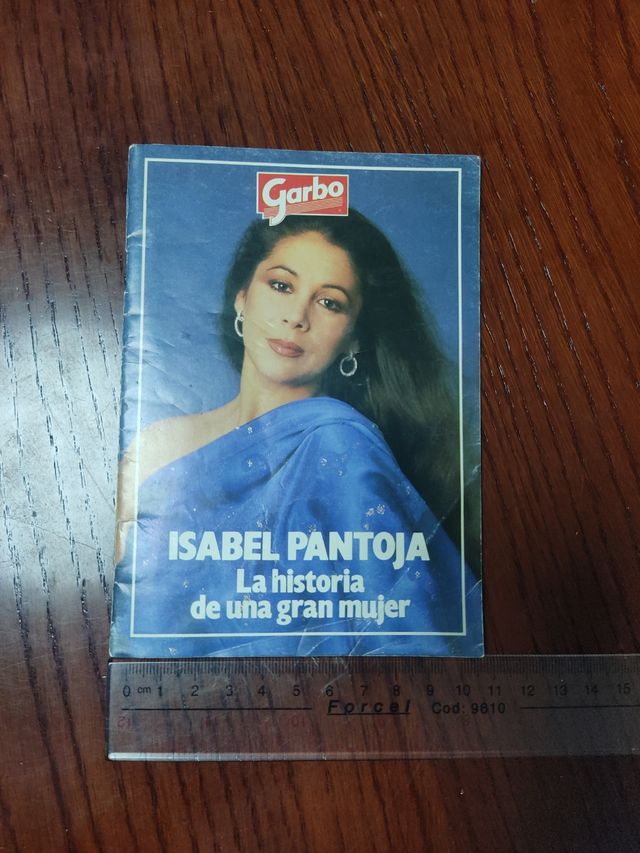 Garbo
ISABEL PANTOJA
La historia
de una gran mujer
0 cm 1 2 3 4 5 6 7 8 9 10 11 12 13 14 15
Forcel Cod: 9610